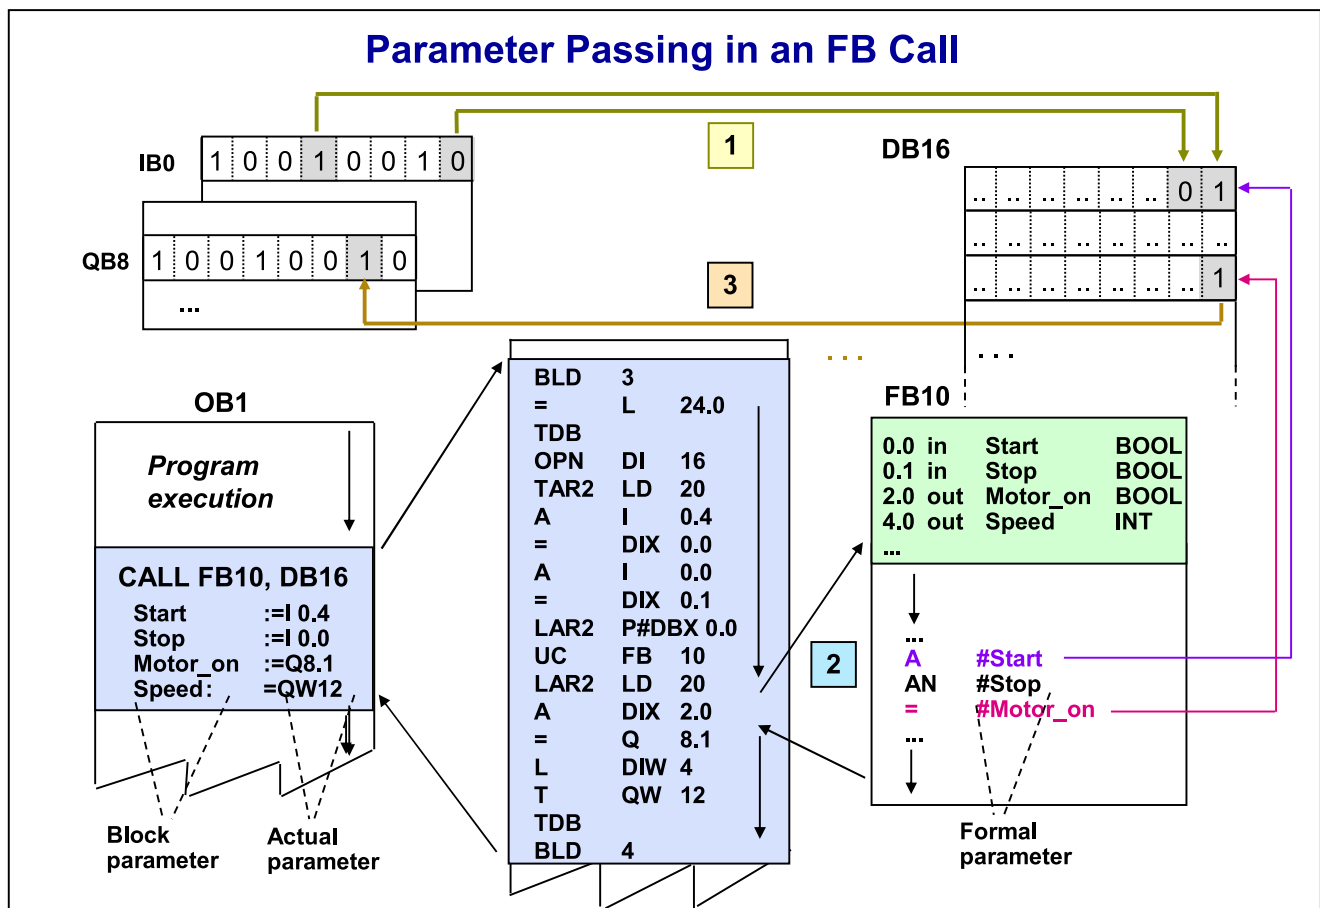 Parameter Passing in an FB Call
1
IB0 1 0 0 1 0 0 1 0
DB16
.. .. .. .. .. .. 0 1
.. .. .. .. .. .. .. ..
.. .. .. .. .. .. .. 1
QB8 1 0 0 1 0 0 1 0
...
3
... ...
OB1
Program
execution
CALL FB10, DB16
Start :=I 0.4
Stop :=I 0.0
Motor_on :=Q8.1
Speed: =QW12
Block
parameter
Actual
parameter
BLD 3
= L 24.0
TDB
OPN DI 16
TAR2 LD 20
A I 0.4
= DIX 0.0
A I 0.0
= DIX 0.1
LAR2 P#DBX 0.0
UC FB 10
LAR2 LD 20
A DIX 2.0
= Q 8.1
L DIW 4
T QW 12
TDB
BLD 4
2
FB10
0.0 in Start BOOL
0.1 in Stop BOOL
2.0 out Motor_on BOOL
4.0 out Speed INT
...
...
A #Start
AN #Stop
= #Motor_on
...
Formal
parameter